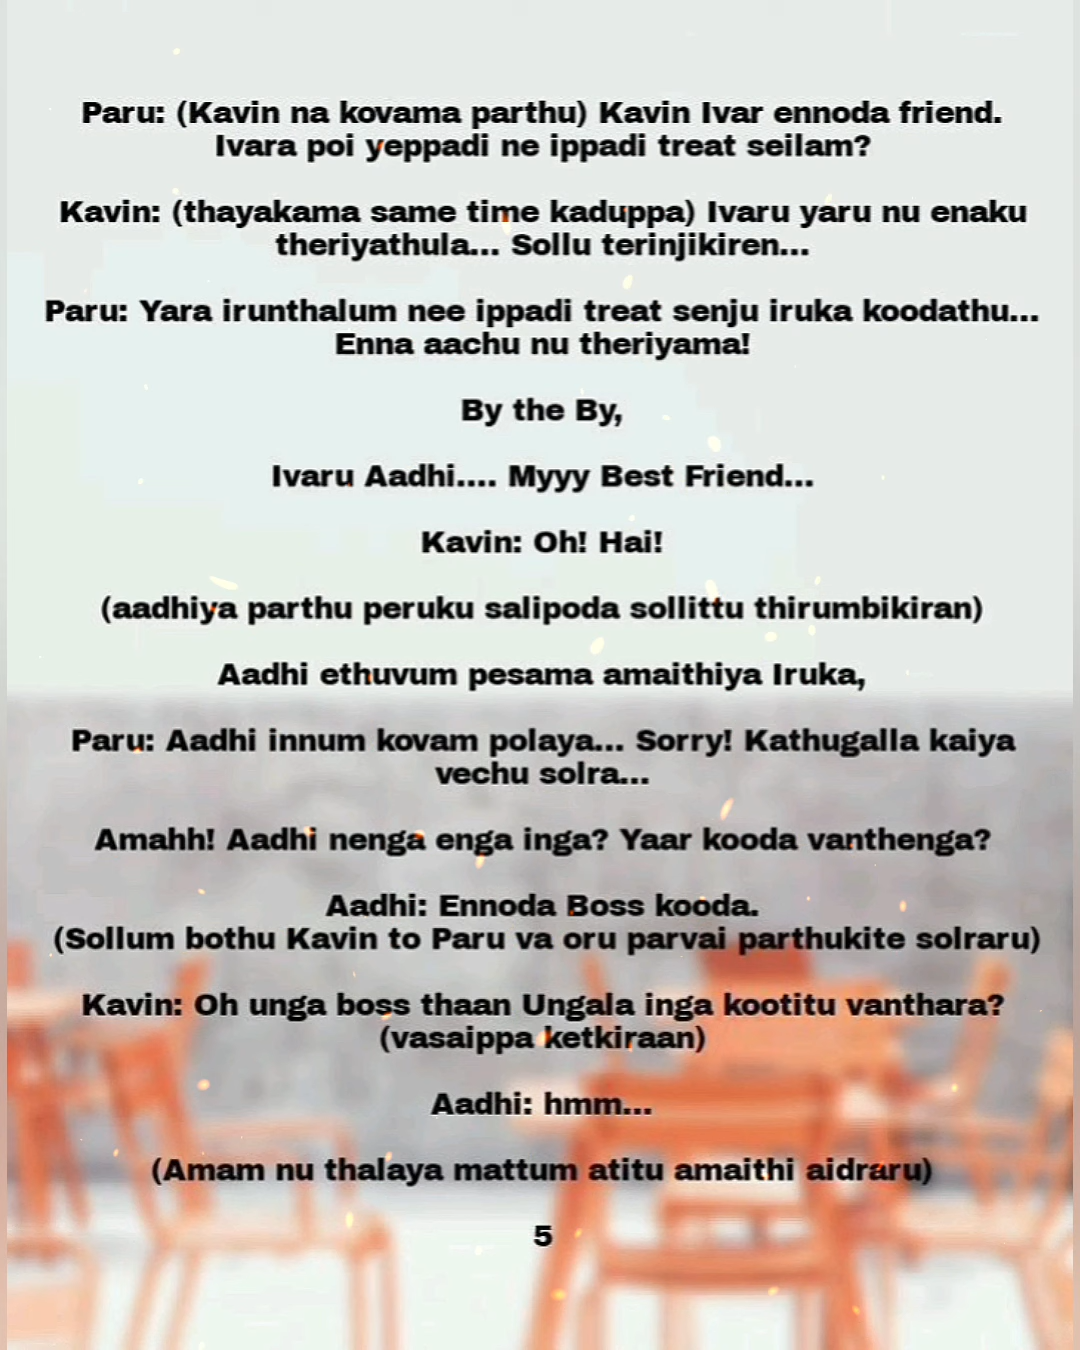 Paru: (Kavin na kovama parthu) Kavin Ivar ennoda friend.
Ivara poi yeppadi ne ippadi treat seilam?
Kavin: (thayakama same time kaduppa) Ivaru yaru nu enaku
theriyathula... Sollu terinjikiren...
Paru: Yara irunthalum nee ippadi treat senju iruka koodathu...
Enna aachu nu theriyama!
By the By,
Ivaru Aadhi.... Myyy Best Friend...
Kavin: Oh! Hai!
(aadhiya parthu peruku salipoda sollittu thirumbikiran)
Aadhi ethuvum pesama amaithiya Iruka,
Paru: Aadhi innum kovam polaya... Sorry! Kathugalla kaiya
vechu solra...
Amahh! Aadhi nenga enga inga? Yaar kooda vanthenga?
Aadhi: Ennoda Boss kooda.
(Sollum bothu Kavin to Paru va oru parvai parthukite solraru)
Kavin: Oh unga boss thaan Ungala inga kootitu vanthara?
(vasaippa ketkiraan)
Aadhi: hmm...
(Amam nu thalaya mattum atitu amaithi aidraru)
5